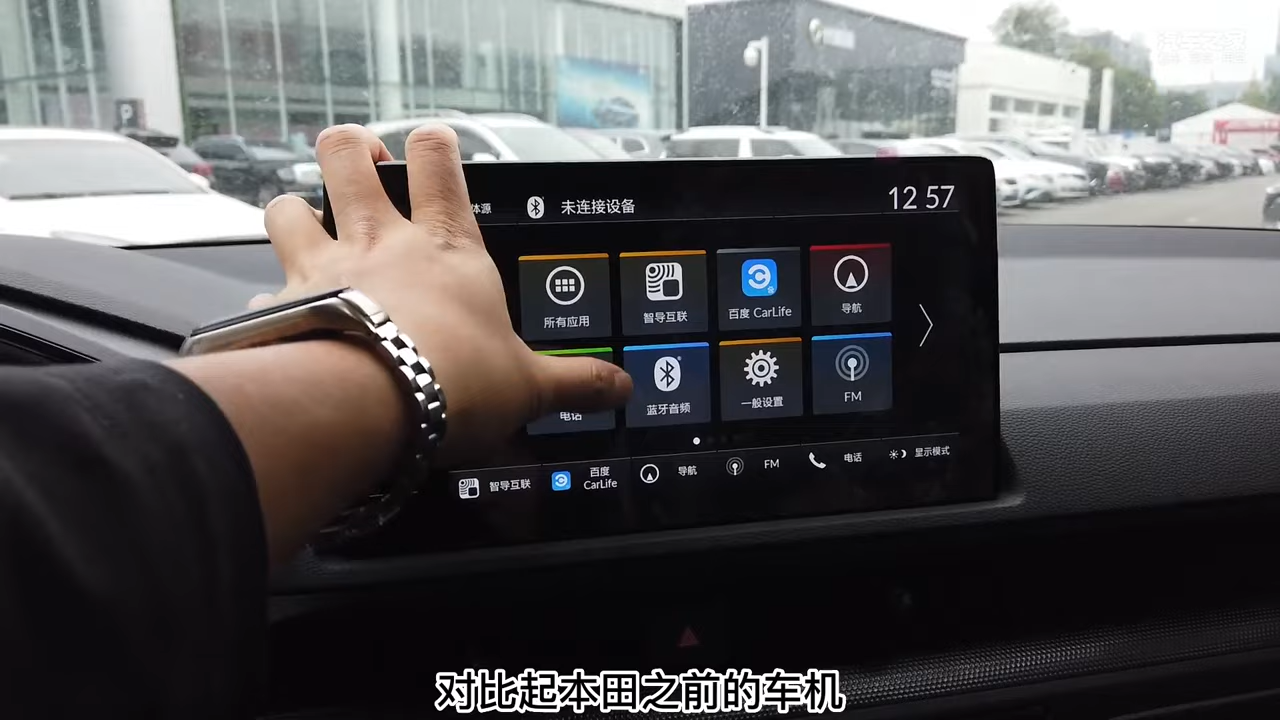 体源
未连接设备
12 57
所有应用
智导互联
百度 CarLife
导航
电话
蓝牙音频
一般设置
FM
智导互联
百度
CarLife
导航
FM
电话
显示模式
对比起本田之前的车机